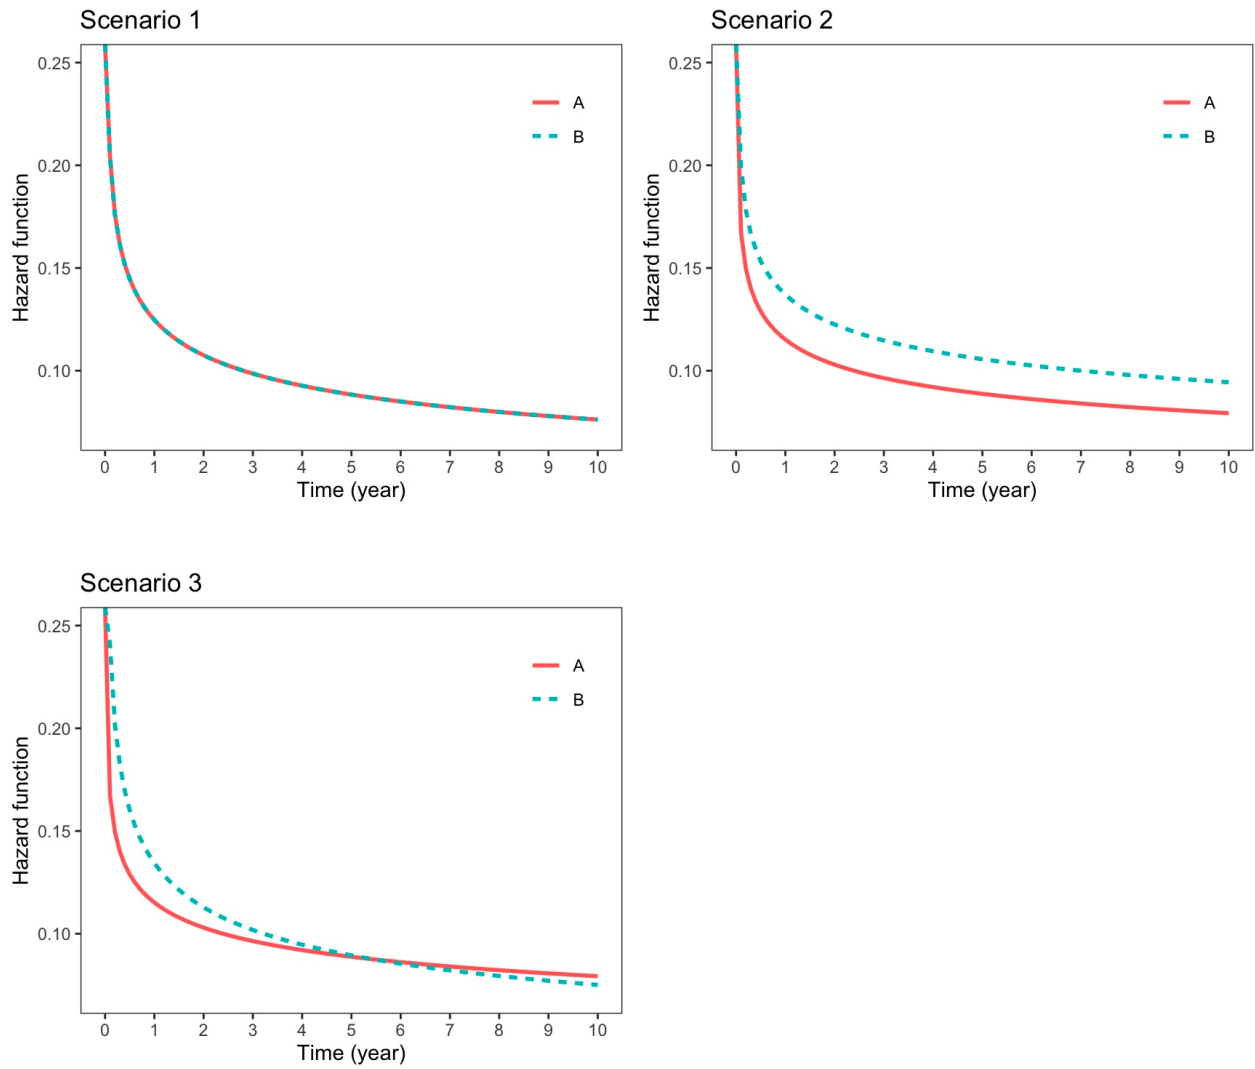 Scenario 1
Hazard function
0.25
0.20
0.15
0.10
A
B
0 1 2 3 4 5 6 7 8 9 10
Time (year)
Scenario 2
Hazard function
0.25
0.20
0.15
0.10
A
B
0 1 2 3 4 5 6 7 8 9 10
Time (year)
Scenario 3
Hazard function
0.25
0.20
0.15
0.10
A
B
0 1 2 3 4 5 6 7 8 9 10
Time (year)